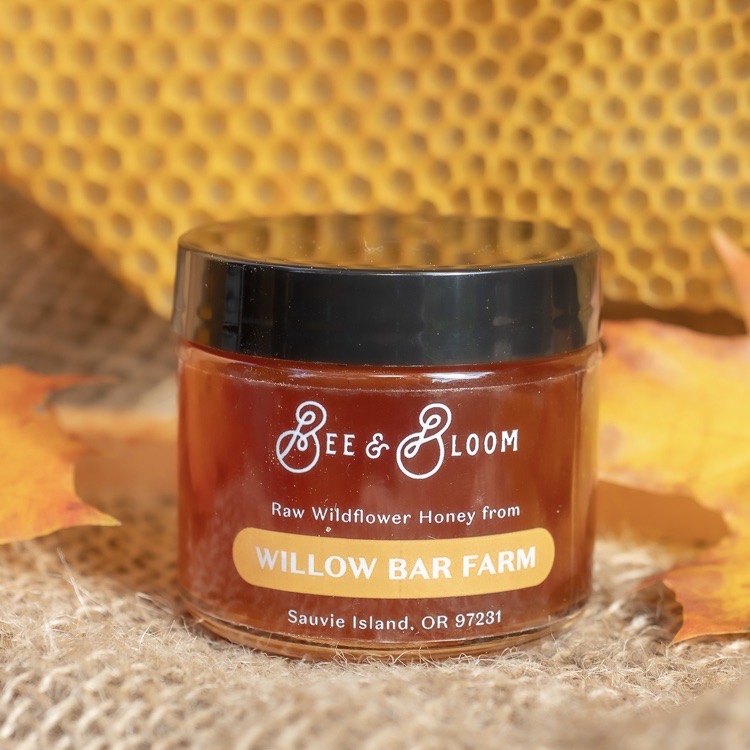 Bee & Bloom
Raw Wildflower Honey from
WILLOW BAR FARM
Sauvie Island, OR 97231